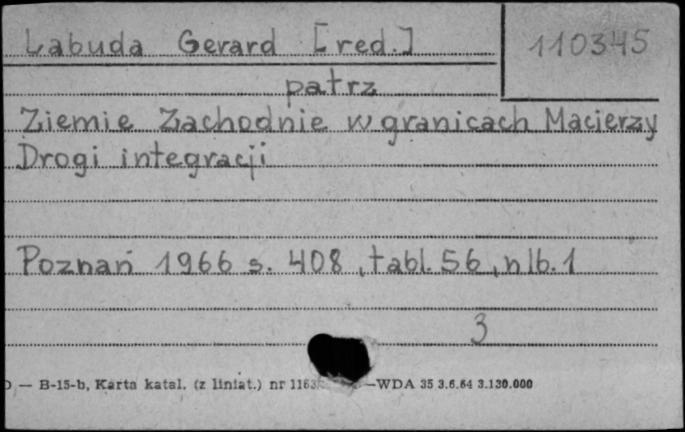 Labuda Gerard [red.]
110345
patrz
Ziemie Zachodnie w granicach Macierzy
Drogi integracji
Poznań 1966 s. 408, tabl. 56, nlb. 1
3
— B-15-b, Karta katal. (z liniat.) nr —WDA 35 3.6.64 3.130.000